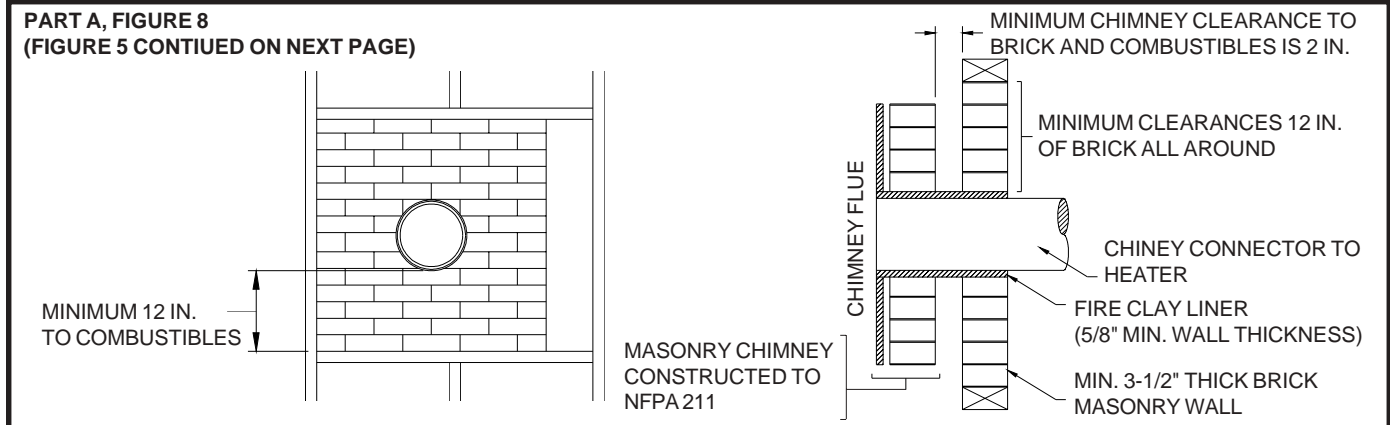 PART A, FIGURE 8
(FIGURE 5 CONTIUED ON NEXT PAGE)
MINIMUM 12 IN.
TO COMBUSTIBLES
MINIMUM CHIMNEY CLEARANCE TO
BRICK AND COMBUSTIBLES IS 2 IN.
MINIMUM CLEARANCES 12 IN.
OF BRICK ALL AROUND
CHIMNEY FLUE
CHINEY CONNECTOR TO
HEATER
FIRE CLAY LINER
(5/8" MIN. WALL THICKNESS)
MASONRY CHIMNEY
CONSTRUCTED TO
NFPA 211
MIN. 3-1/2" THICK BRICK
MASONRY WALL